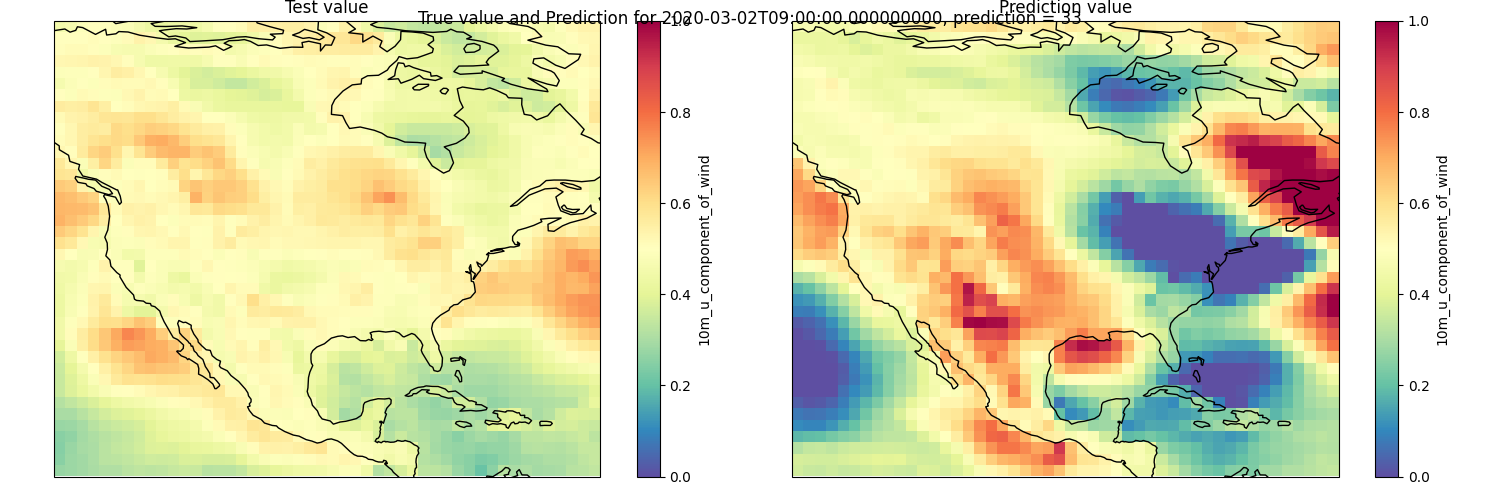 Test value
True value and Prediction for 2020-03-02T09:00:00.000000000, prediction = 33
Prediction value
1.0
0.8
0.6
0.4
0.2
0.0
10m_u_component_of_wind
1.0
0.8
0.6
0.4
0.2
0.0
10m_u_component_of_wind